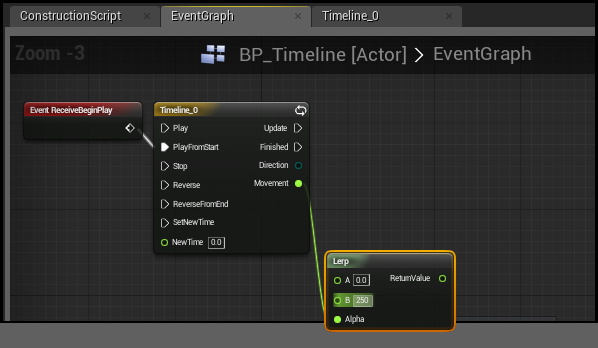 ConstructionScript EventGraph Timeline_0
Zoom -3 BP_Timeline [Actor] > EventGraph
Event ReceiveBeginPlay
Timeline_0
Play Update
PlayFromStart Finished
Stop Direction
Reverse Movement
ReverseFromEnd
SetNewTime
NewTime 0.0
Lerp
A 0.0 ReturnValue
B 250
Alpha